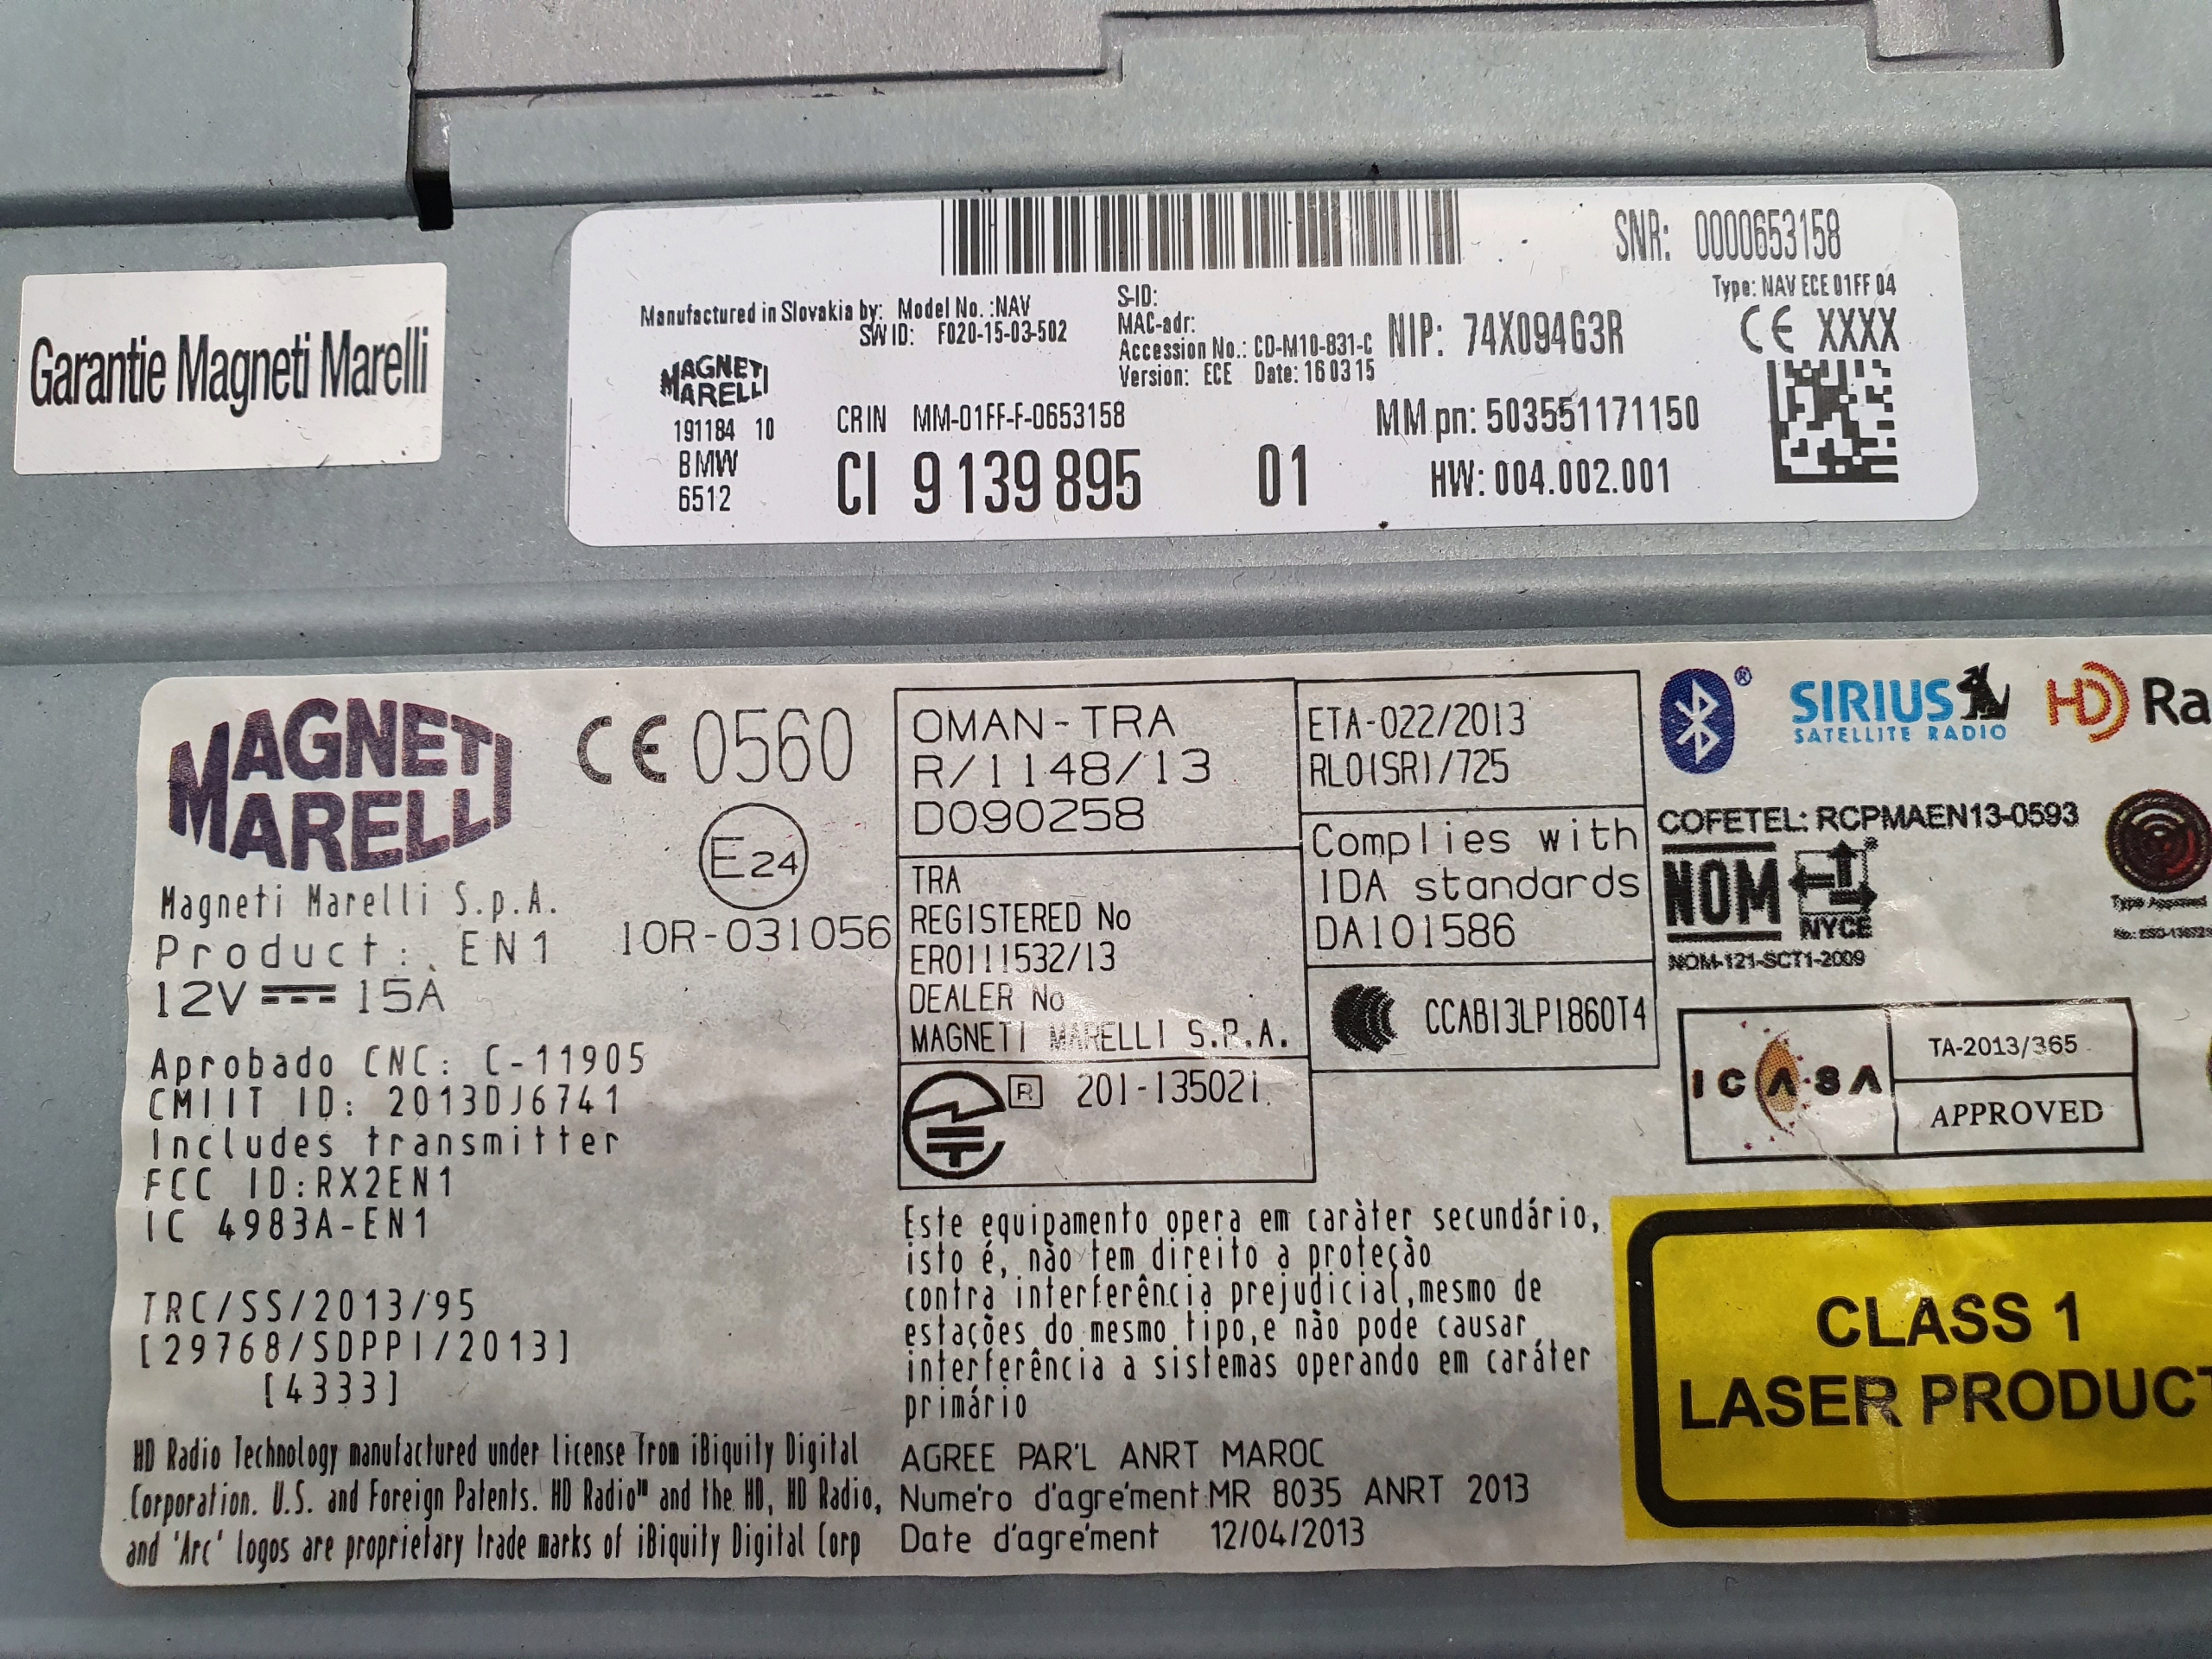 Garantie Magneti Marelli
SNR: 0000653158
Type: NAV ECE 01FF 04
CE XXXX
Manufactured in Slovakia by: Model No. :NAV
SW ID: F020-15-03-502
S-ID:
MAC-adr:
Accession No.: CD-M10-831-C
Version: ECE Date: 16 03 15
NIP: 74X094G3R
MAGNETI
MARELLI
191184 10
BMW
6512
CRIN MM-01FF-F-0653158
CI 9 139 895 01
MM pn: 503551171150
HW: 004.002.001
MAGNETI
MARELLI
Magneti Marelli S.p.A.
Product: EN1
12V 15A
CE 0560
E24
10R-031056
Aprobado CNC: C-11905
CMIIT ID: 2013DJ6741
Includes transmitter
FCC ID:RX2EN1
IC 4983A-EN1
TRC/SS/2013/95
[29768/SDPPI/2013]
[4333]
HD Radio Technology manufactured under license from iBiquity Digital
Corporation. U.S. and Foreign Patents. HD Radio™ and the HD, HD Radio,
and 'Arc' logos are proprietary trade marks of iBiquity Digital Corp
OMAN-TRA
R/1148/13
D090258
TRA
REGISTERED No
ER0111532/13
DEALER No
MAGNETI MARELLI S.P.A.
R 201-135021
ETA-022/2013
RLO(SR)/725
Complies with
IDA standards
DA101586
CCAB13LP1860T4
Este equipamento opera em caràter secundário,
isto é, não tem direito a proteção
contra interferência prejudicial,mesmo de
estações do mesmo tipo,e não pode causar
interferência a sistemas operando em caráter
primário
AGREE PAR'L ANRT MAROC
Nume'ro d'agre'ment:MR 8035 ANRT 2013
Date d'agre'ment 12/04/2013
®
SIRIUS
SATELLITE RADIO
HD Ra
COFETEL: RCPMAEN13-0593
NOM
NYCE
NOM-121-SCT1-2009
Type Approved
ICASA
TA-2013/365
APPROVED
CLASS 1
LASER PRODUCT